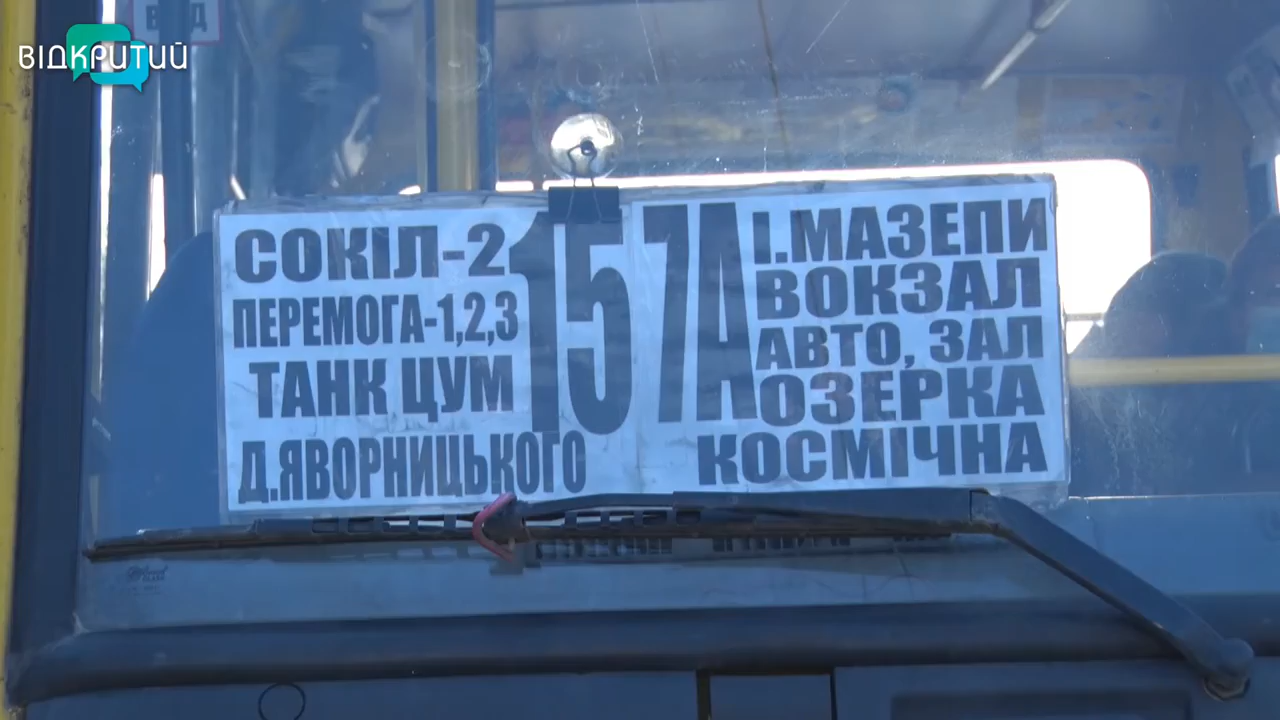 ВІДКРИТИЙ
СОКІЛ-2
ПЕРЕМОГА-1,2,3
ТАНК ЦУМ
Д.ЯВОРНИЦЬКОГО
157А
І.МАЗЕПИ
ВОКЗАЛ
АВТО, ЗАЛ
ОЗЕРКА
КОСМІЧНА